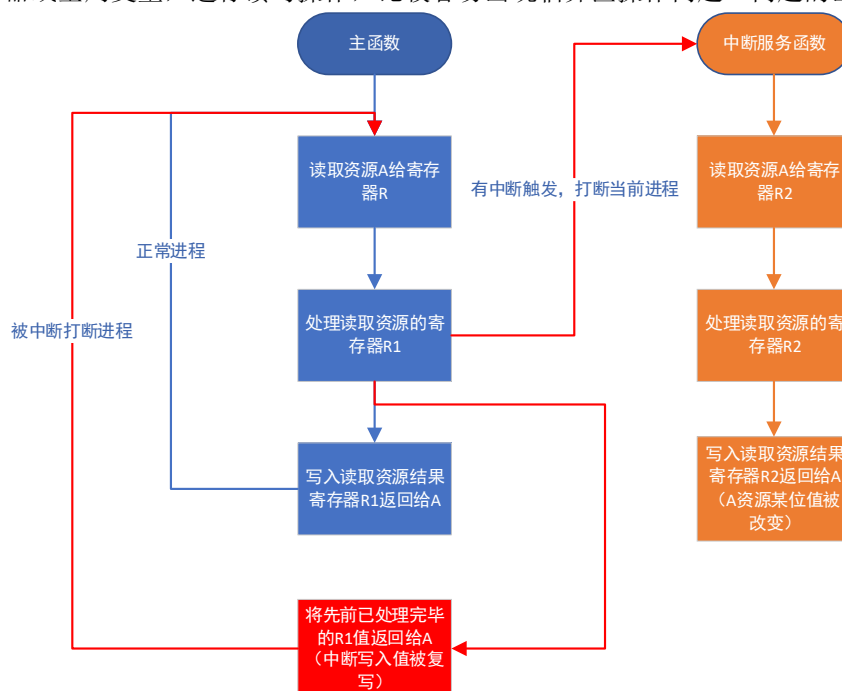 主函数
中断服务函数
读取资源A给寄存
器R
读取资源A给寄存
器R2
有中断触发，打断当前进程
正常进程
被中断打断进程
处理读取资源的寄
存器R1
处理读取资源的寄
存器R2
写入读取资源结果
寄存器R1返回给A
写入读取资源结果
寄存器R2返回给A
（A资源某位值被
改变）
将先前已处理完毕
的R1值返回给A
（中断写入值被复
写）